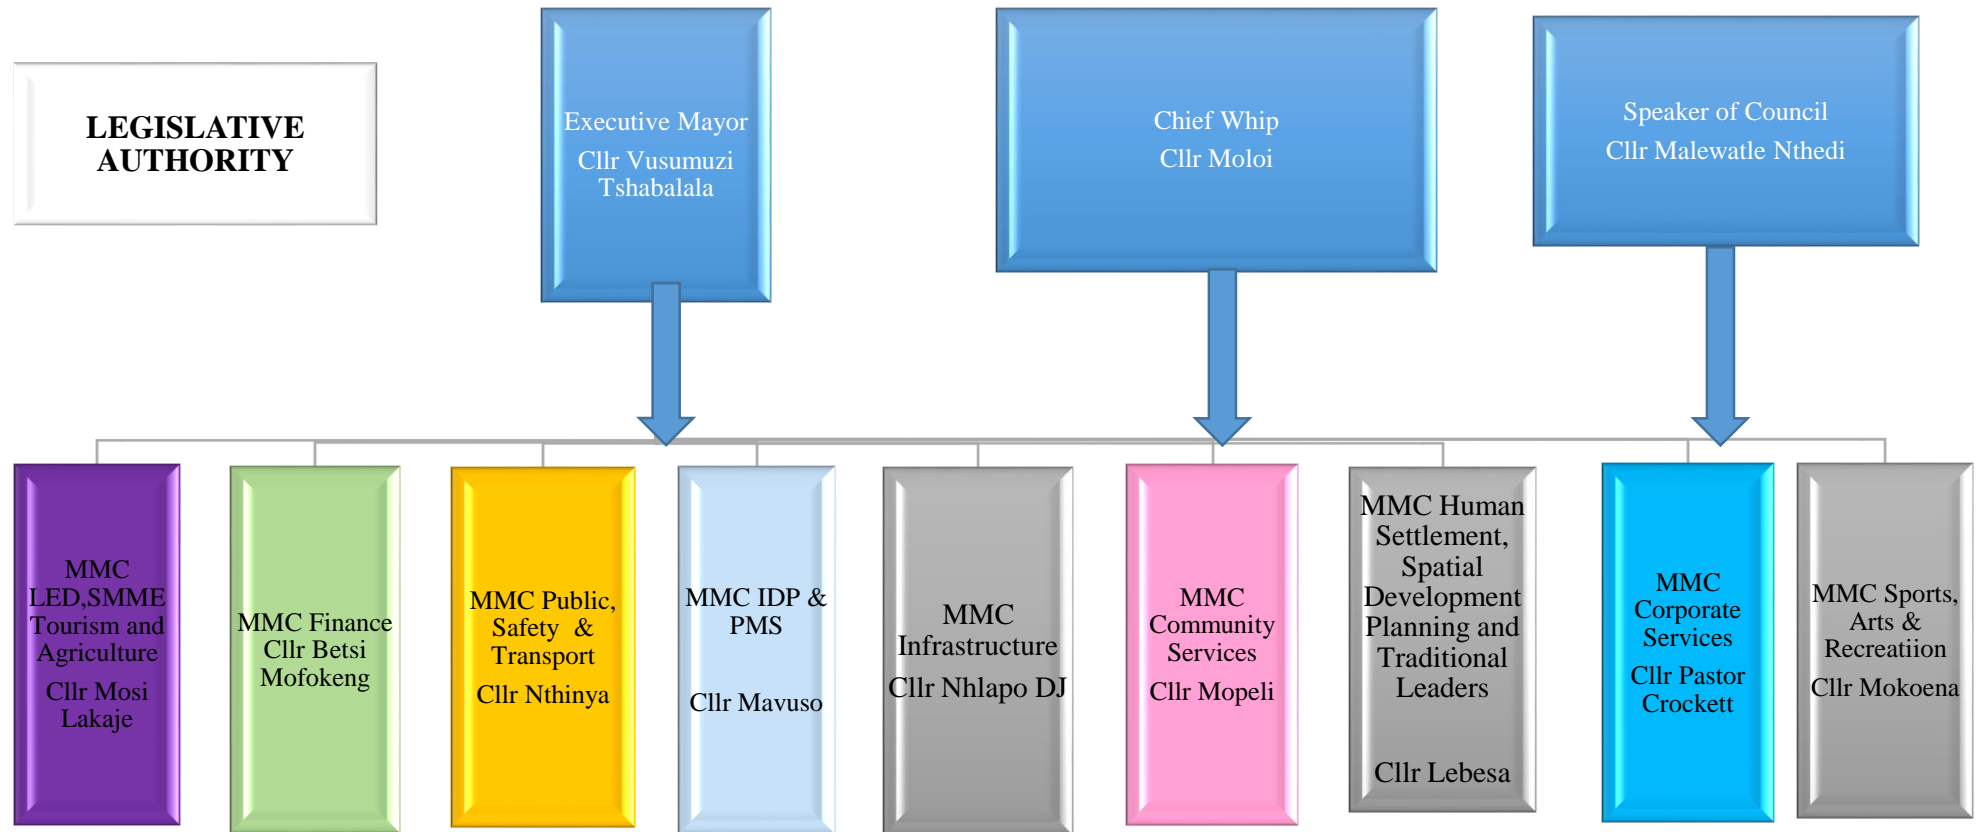 LEGISLATIVE
AUTHORITY
Executive Mayor
Cllr Vusumuzi
Tshabalala
Chief Whip
Cllr Moloi
Speaker of Council
Cllr Malewatle Nthedi
MMC
LED,SMME
Tourism and
Agriculture
Cllr Mosi
Lakaje
MMC Finance
Cllr Betsi
Mofokeng
MMC Public,
Safety &
Transport
Cllr Nthinya
MMC IDP &
PMS
Cllr Mavuso
MMC
Infrastructure
Cllr Nhlapo DJ
MMC
Community
Services
Cllr Mopeli
MMC Human
Settlement,
Spatial
Development
Planning and
Traditional
Leaders
Cllr Lebesa
MMC
Corporate
Services
Cllr Pastor
Crockett
MMC Sports,
Arts &
Recreatiion
Cllr Mokoena